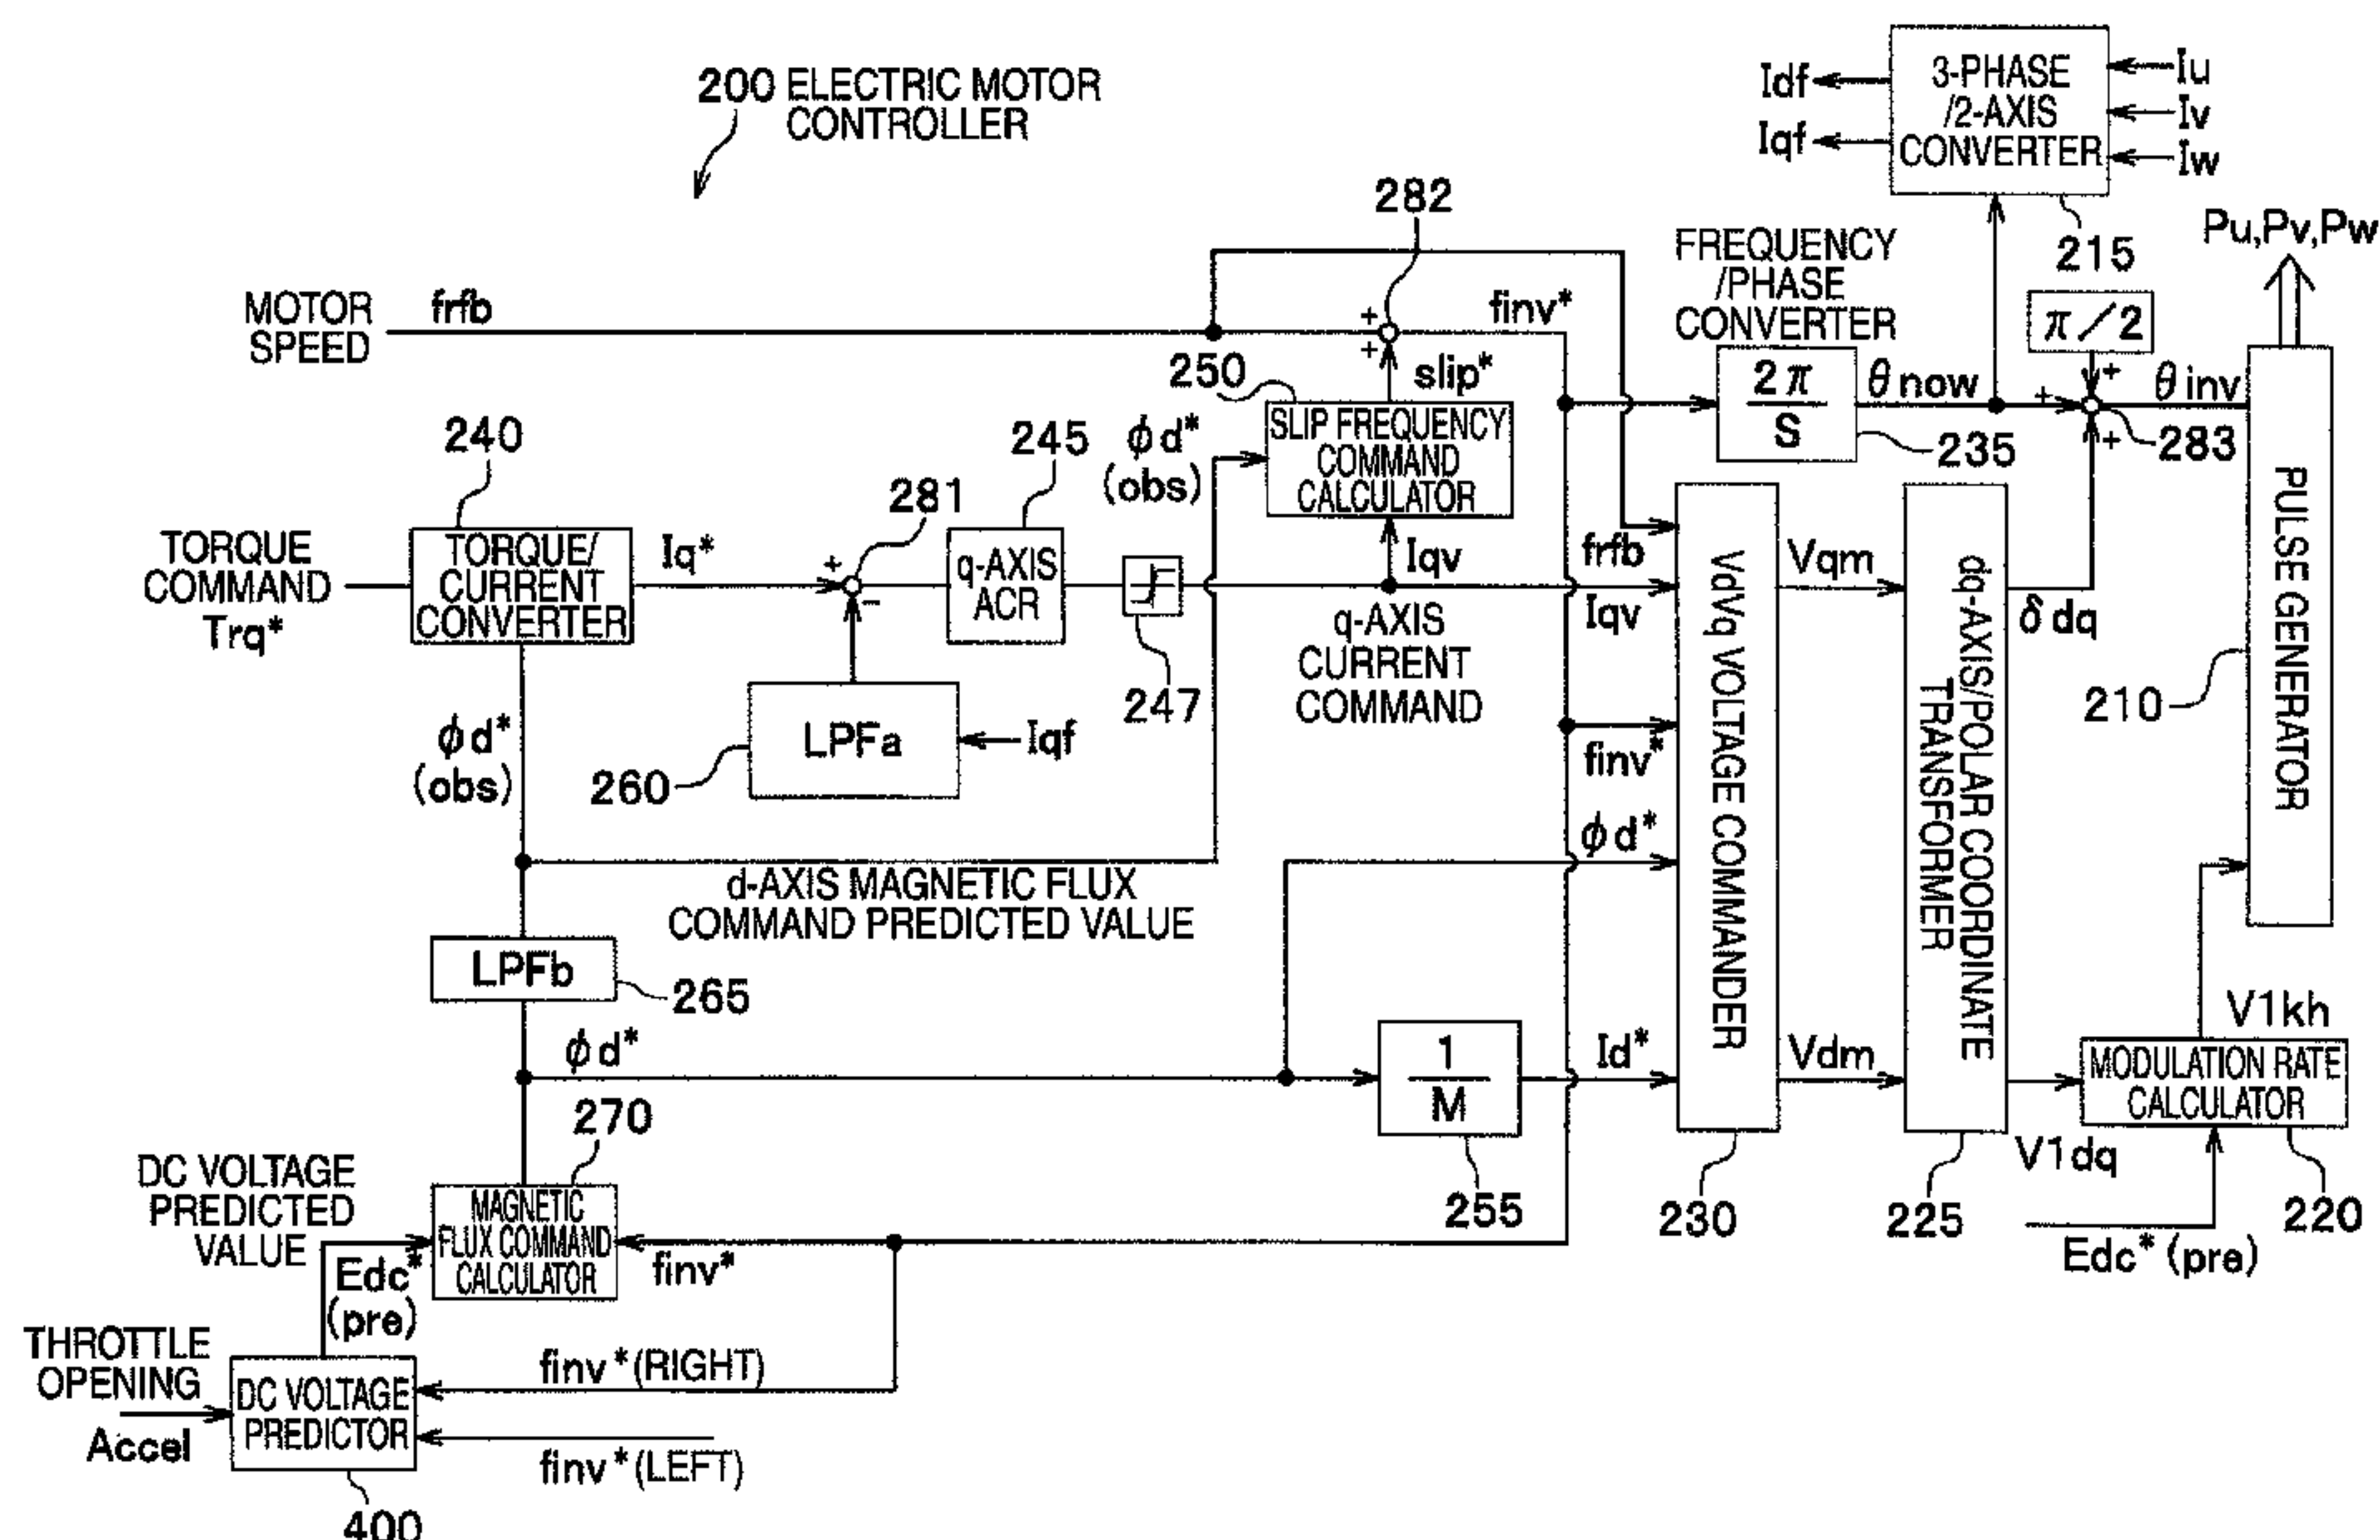 200 ELECTRIC MOTOR
CONTROLLER
Idf
Iqf
3-PHASE
/2-AXIS
CONVERTER
Iu
Iv
Iw
215
282
Pu,Pv,Pw
MOTOR
SPEED
frfb
+
+
finv*
FREQUENCY
/PHASE
CONVERTER
2π
S
235
θnow
π/2
+
+
+
283
θinv
250
slip*
SLIP FREQUENCY
COMMAND
CALCULATOR
φd*
(obs)
240
TORQUE
COMMAND
Trq*
TORQUE/
CURRENT
CONVERTER
Iq*
+
−
281
245
q-AXIS
ACR
247
Iqv
q-AXIS
CURRENT
COMMAND
LPFa
260
Iqf
frfb
Iqv
finv*
φd*
Id*
VdVq VOLTAGE COMMANDER
230
Vqm
Vdm
dq-AXIS/POLAR COORDINATE
TRANSFORMER
225
δdq
V1dq
PULSE GENERATOR
210
V1kh
MODULATION RATE
CALCULATOR
220
Edc*(pre)
φd*
(obs)
d-AXIS MAGNETIC FLUX
COMMAND PREDICTED VALUE
LPFb
265
φd*
1
M
255
270
MAGNETIC
FLUX COMMAND
CALCULATOR
finv*
DC VOLTAGE
PREDICTED
VALUE
Edc*
(pre)
THROTTLE
OPENING
Accel
DC VOLTAGE
PREDICTOR
finv*(RIGHT)
finv*(LEFT)
400